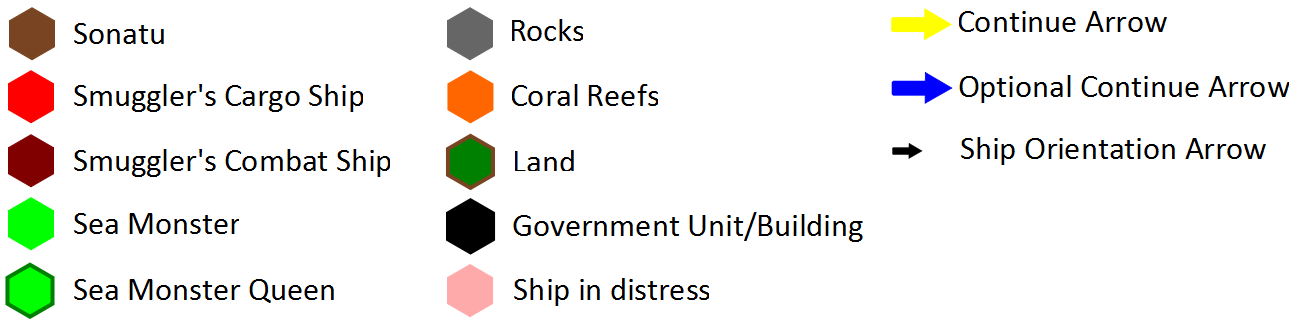 Sonatu
Smuggler's Cargo Ship
Smuggler's Combat Ship
Sea Monster
Sea Monster Queen
Rocks
Coral Reefs
Land
Government Unit/Building
Ship in distress
Continue Arrow
Optional Continue Arrow
Ship Orientation Arrow